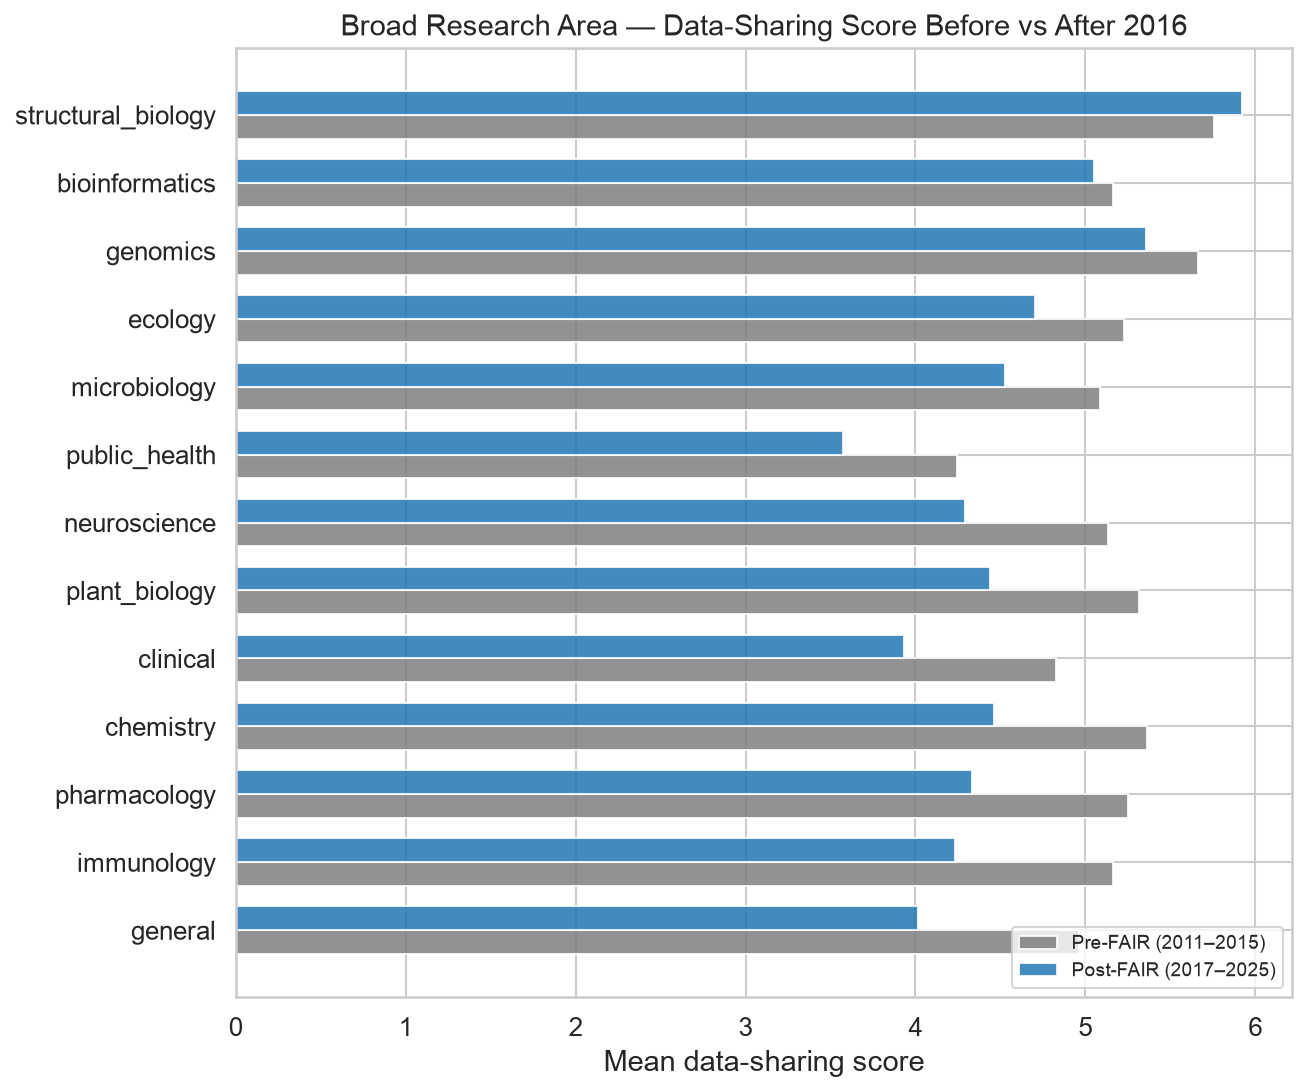 Broad Research Area — Data-Sharing Score Before vs After 2016
structural_biology
bioinformatics
genomics
ecology
microbiology
public_health
neuroscience
plant_biology
clinical
chemistry
pharmacology
immunology
general
Pre-FAIR (2011–2015)
Post-FAIR (2017–2025)
0 1 2 3 4 5 6
Mean data-sharing score